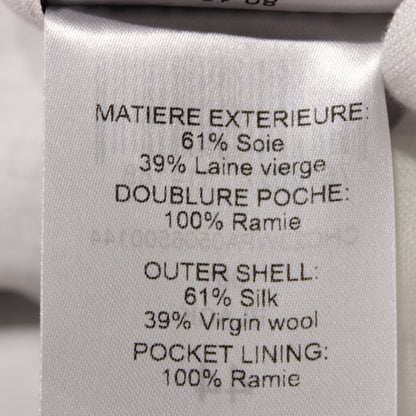 MATIERE EXTERIEURE:
61% Soie
39% Laine vierge
DOUBLURE POCHE:
100% Ramie
OUTER SHELL:
61% Silk
39% Virgin wool
POCKET LINING:
100% Ramie